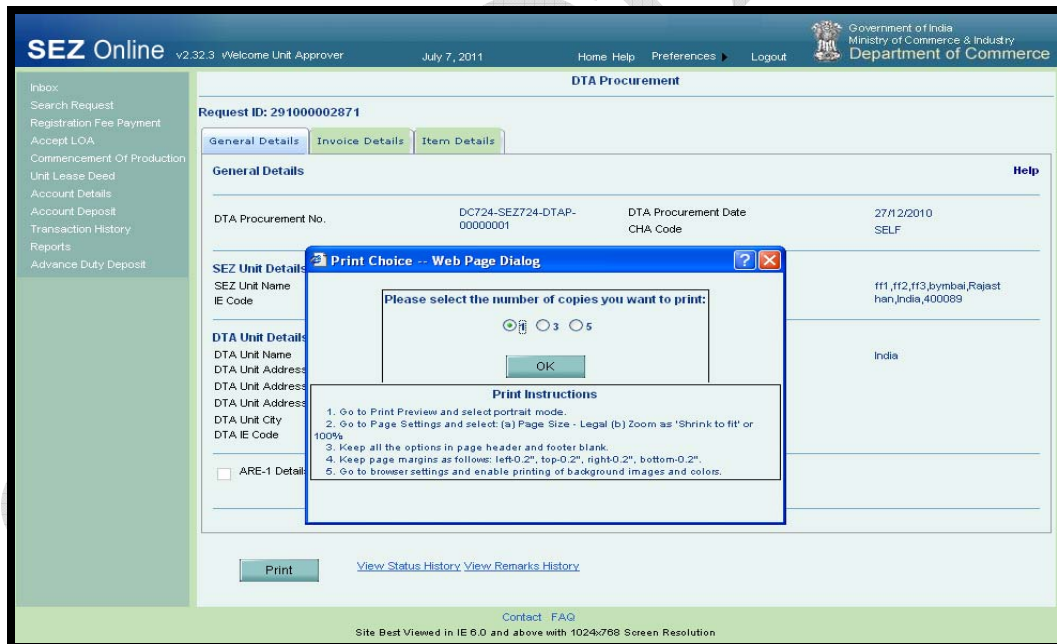 SEZ Online v2.32.3 Welcome Unit Approver July 7, 2011 Home Help Preferences Logout
Government of India
Ministry of Commerce & Industry
Department of Commerce
Inbox
Search Request
Registration Fee Payment
Accept LOA
Commencement Of Production
Unit Lease Deed
Account Details
Account Deposit
Transaction History
Reports
Advance Duty Deposit
DTA Procurement
Request ID: 291000002871
General Details Invoice Details Item Details
General Details Help
DTA Procurement No. DC724-SEZ724-DTAP-00000001 DTA Procurement Date 27/12/2010
CHA Code SELF
SEZ Unit Details
SEZ Unit Name ff1,ff2,ff3,bymbai,Rajast
IE Code han,India,400089
DTA Unit Details
DTA Unit Name India
DTA Unit Address
DTA Unit Address
DTA Unit Address
DTA Unit City
DTA IE Code
ARE-1 Detail
Print Choice -- Web Page Dialog
Please select the number of copies you want to print:
1 3 5
OK
Print Instructions
1. Go to Print Preview and select portrait mode.
2. Go to Page Settings and select: (a) Page Size - Legal (b) Zoom as 'Shrink to fit' or
100%
3. Keep all the options in page header and footer blank.
4. Keep page margins as follows: left-0.2", top-0.2", right-0.2", bottom-0.2".
5. Go to browser settings and enable printing of background images and colors.
Print View Status History View Remarks History
Contact FAQ
Site Best Viewed in IE 6.0 and above with 1024x768 Screen Resolution